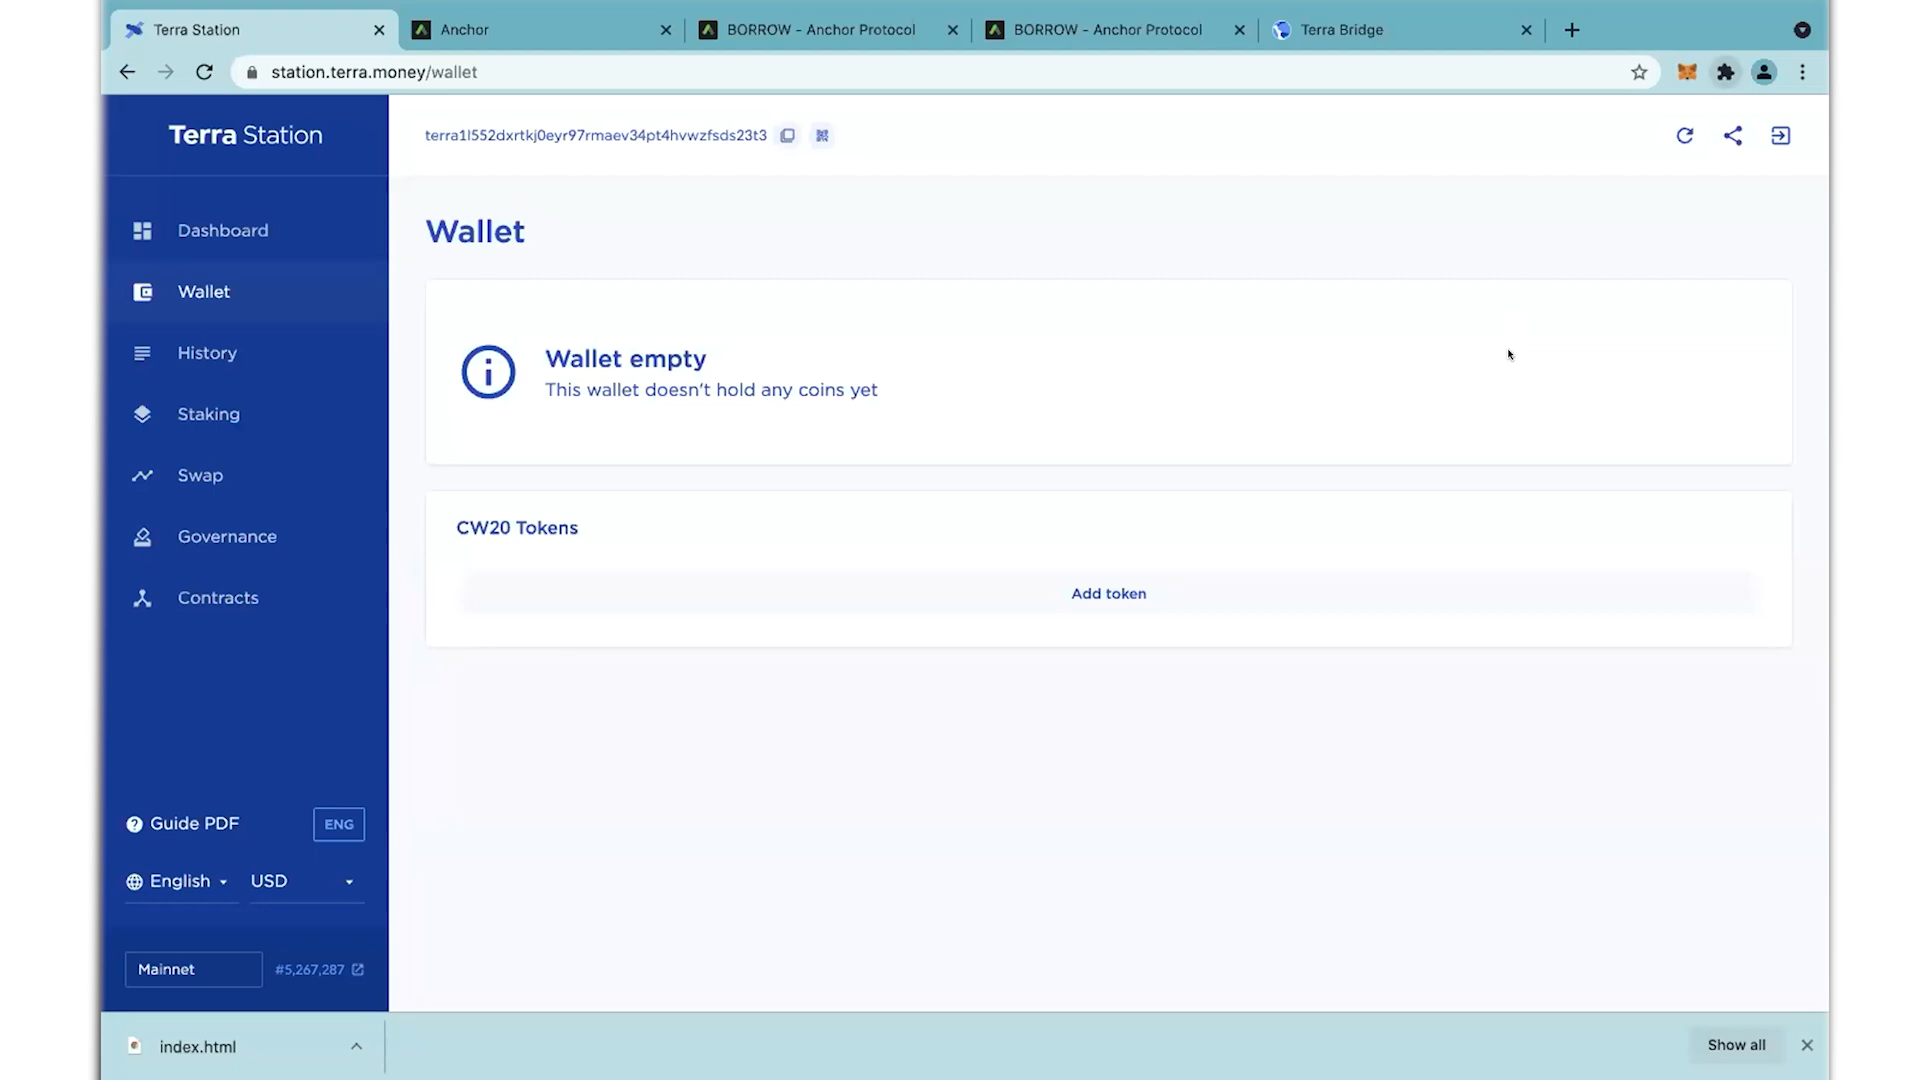 Terra Station
Anchor
BORROW - Anchor Protocol
BORROW - Anchor Protocol
Terra Bridge
station.terra.money/wallet
Terra Station
terra1l552dxrtkj0eyr97rmaev34pt4hvwzfsds23t3
Dashboard
Wallet
History
Staking
Swap
Governance
Contracts
Wallet
Wallet empty
This wallet doesn't hold any coins yet
CW20 Tokens
Add token
Guide PDF
ENG
English
USD
Mainnet
#5,267,287
index.html
Show all